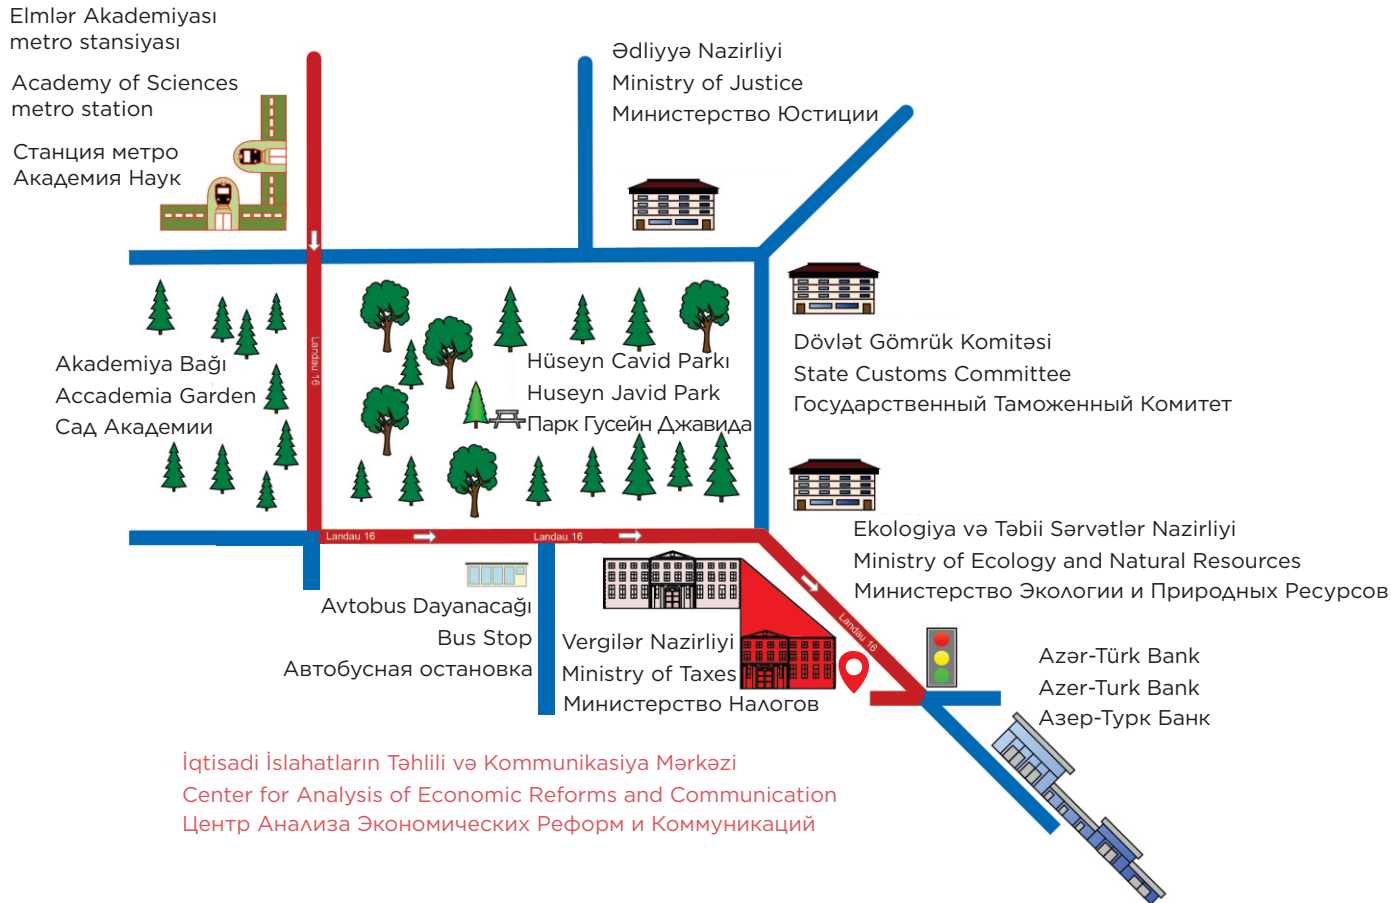 Elmlər Akademiyası
metro stansiyası
Academy of Sciences
metro station
Станция метро
Академия Наук
Ədliyyə Nazirliyi
Ministry of Justice
Министерство Юстиции
Landau 16
Akademiya Bağı
Accademia Garden
Сад Академии
Hüseyn Cavid Parkı
Huseyn Javid Park
Парк Гусейн Джавида
Dövlət Gömrük Komitəsi
State Customs Committee
Государственный Таможенный Комитет
Landau 16
Landau 16
Ekologiya və Təbii Sərvətlər Nazirliyi
Ministry of Ecology and Natural Resources
Министерство Экологии и Природных Ресурсов
Avtobus Dayanacağı
Bus Stop
Автобусная остановка
Vergilər Nazirliyi
Ministry of Taxes
Министерство Налогов
Landau 16
Azər-Türk Bank
Azer-Turk Bank
Азер-Турк Банк
İqtisadi İslahatların Təhlili və Kommunikasiya Mərkəzi
Center for Analysis of Economic Reforms and Communication
Центр Анализа Экономических Реформ и Коммуникаций